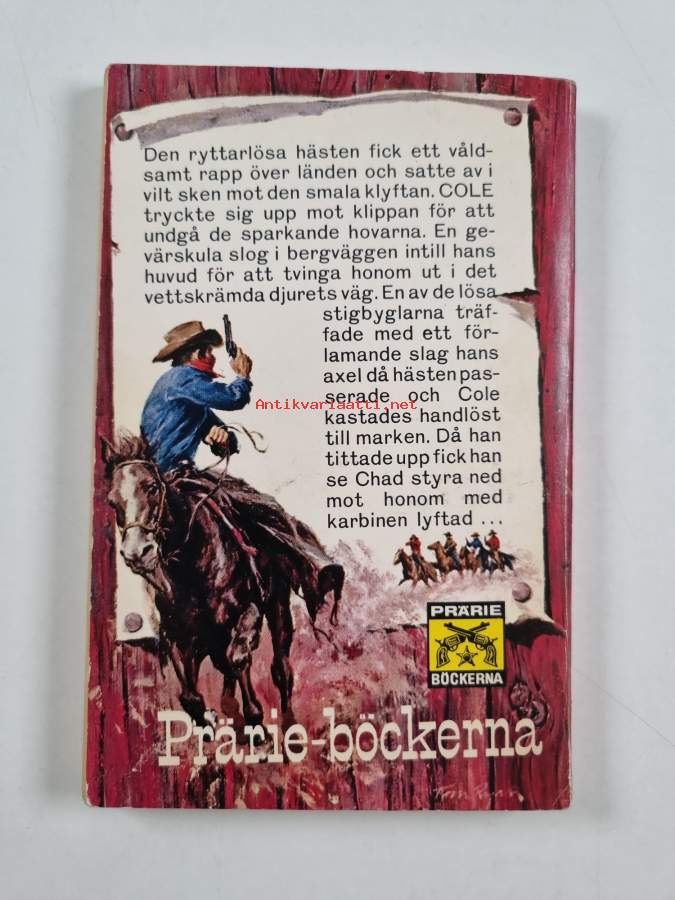 Den ryttarlösa hästen fick ett våld-
samt rapp över länden och satte av i
vilt sken mot den smala klyftan. COLE
tryckte sig upp mot klippan för att
undgå de sparkande hovarna. En ge-
värskula slog i bergväggen intill hans
huvud för att tvinga honom ut i det
vettskrämda djurets väg. En av de lösa
stigbyglarna träf-
fade med ett för-
lamande slag hans
axel då hästen pas-
serade och Cole
Antikvariaatti.net
kastades handlöst
till marken. Då han
tittade upp fick han
se Chad styra ned
mot honom med
karbinen lyftad ...
PRÄRIE
BÖCKERNA
Prärie-böckerna